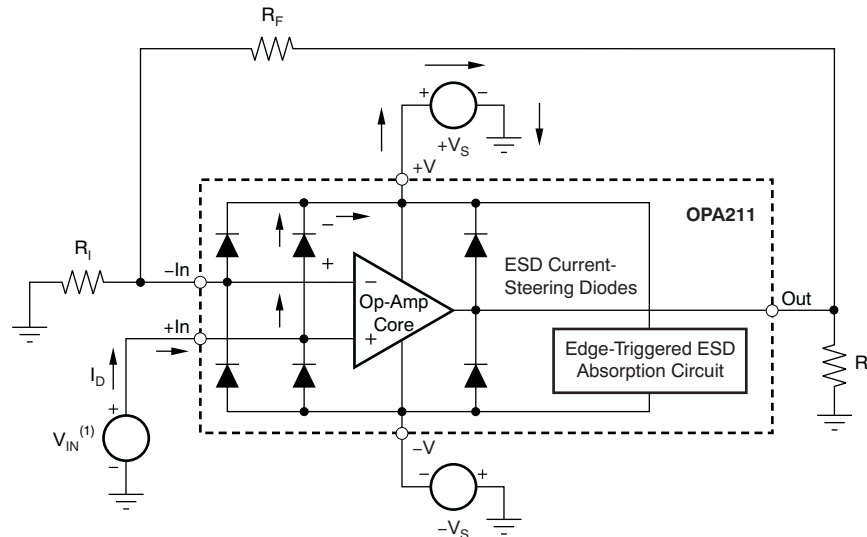 R_F
+ −
+V_S
+V
OPA211
R_I
−In
−
+
−
Op-Amp
Core
+
ESD Current-
Steering Diodes
Out
+In
I_D
Edge-Triggered ESD
Absorption Circuit
R
+
V_IN^(1)
−
−V
− +
−V_S